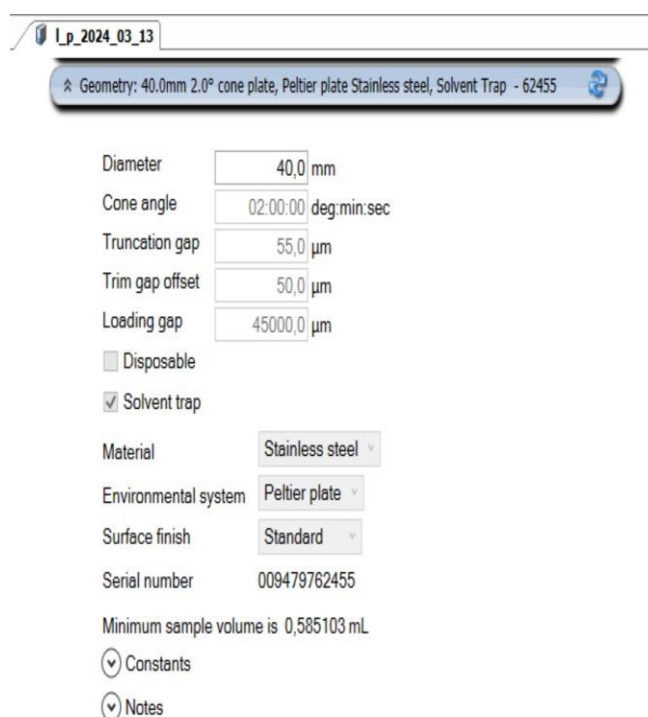 l_p_2024_03_13
Geometry: 40.0mm 2.0° cone plate, Peltier plate Stainless steel, Solvent Trap - 62455
Diameter 40,0 mm
Cone angle 02:00:00 deg:min:sec
Truncation gap 55,0 µm
Trim gap offset 50,0 µm
Loading gap 45000,0 µm
Disposable
Solvent trap
Material Stainless steel
Environmental system Peltier plate
Surface finish Standard
Serial number 009479762455
Minimum sample volume is 0,585103 mL
Constants
Notes